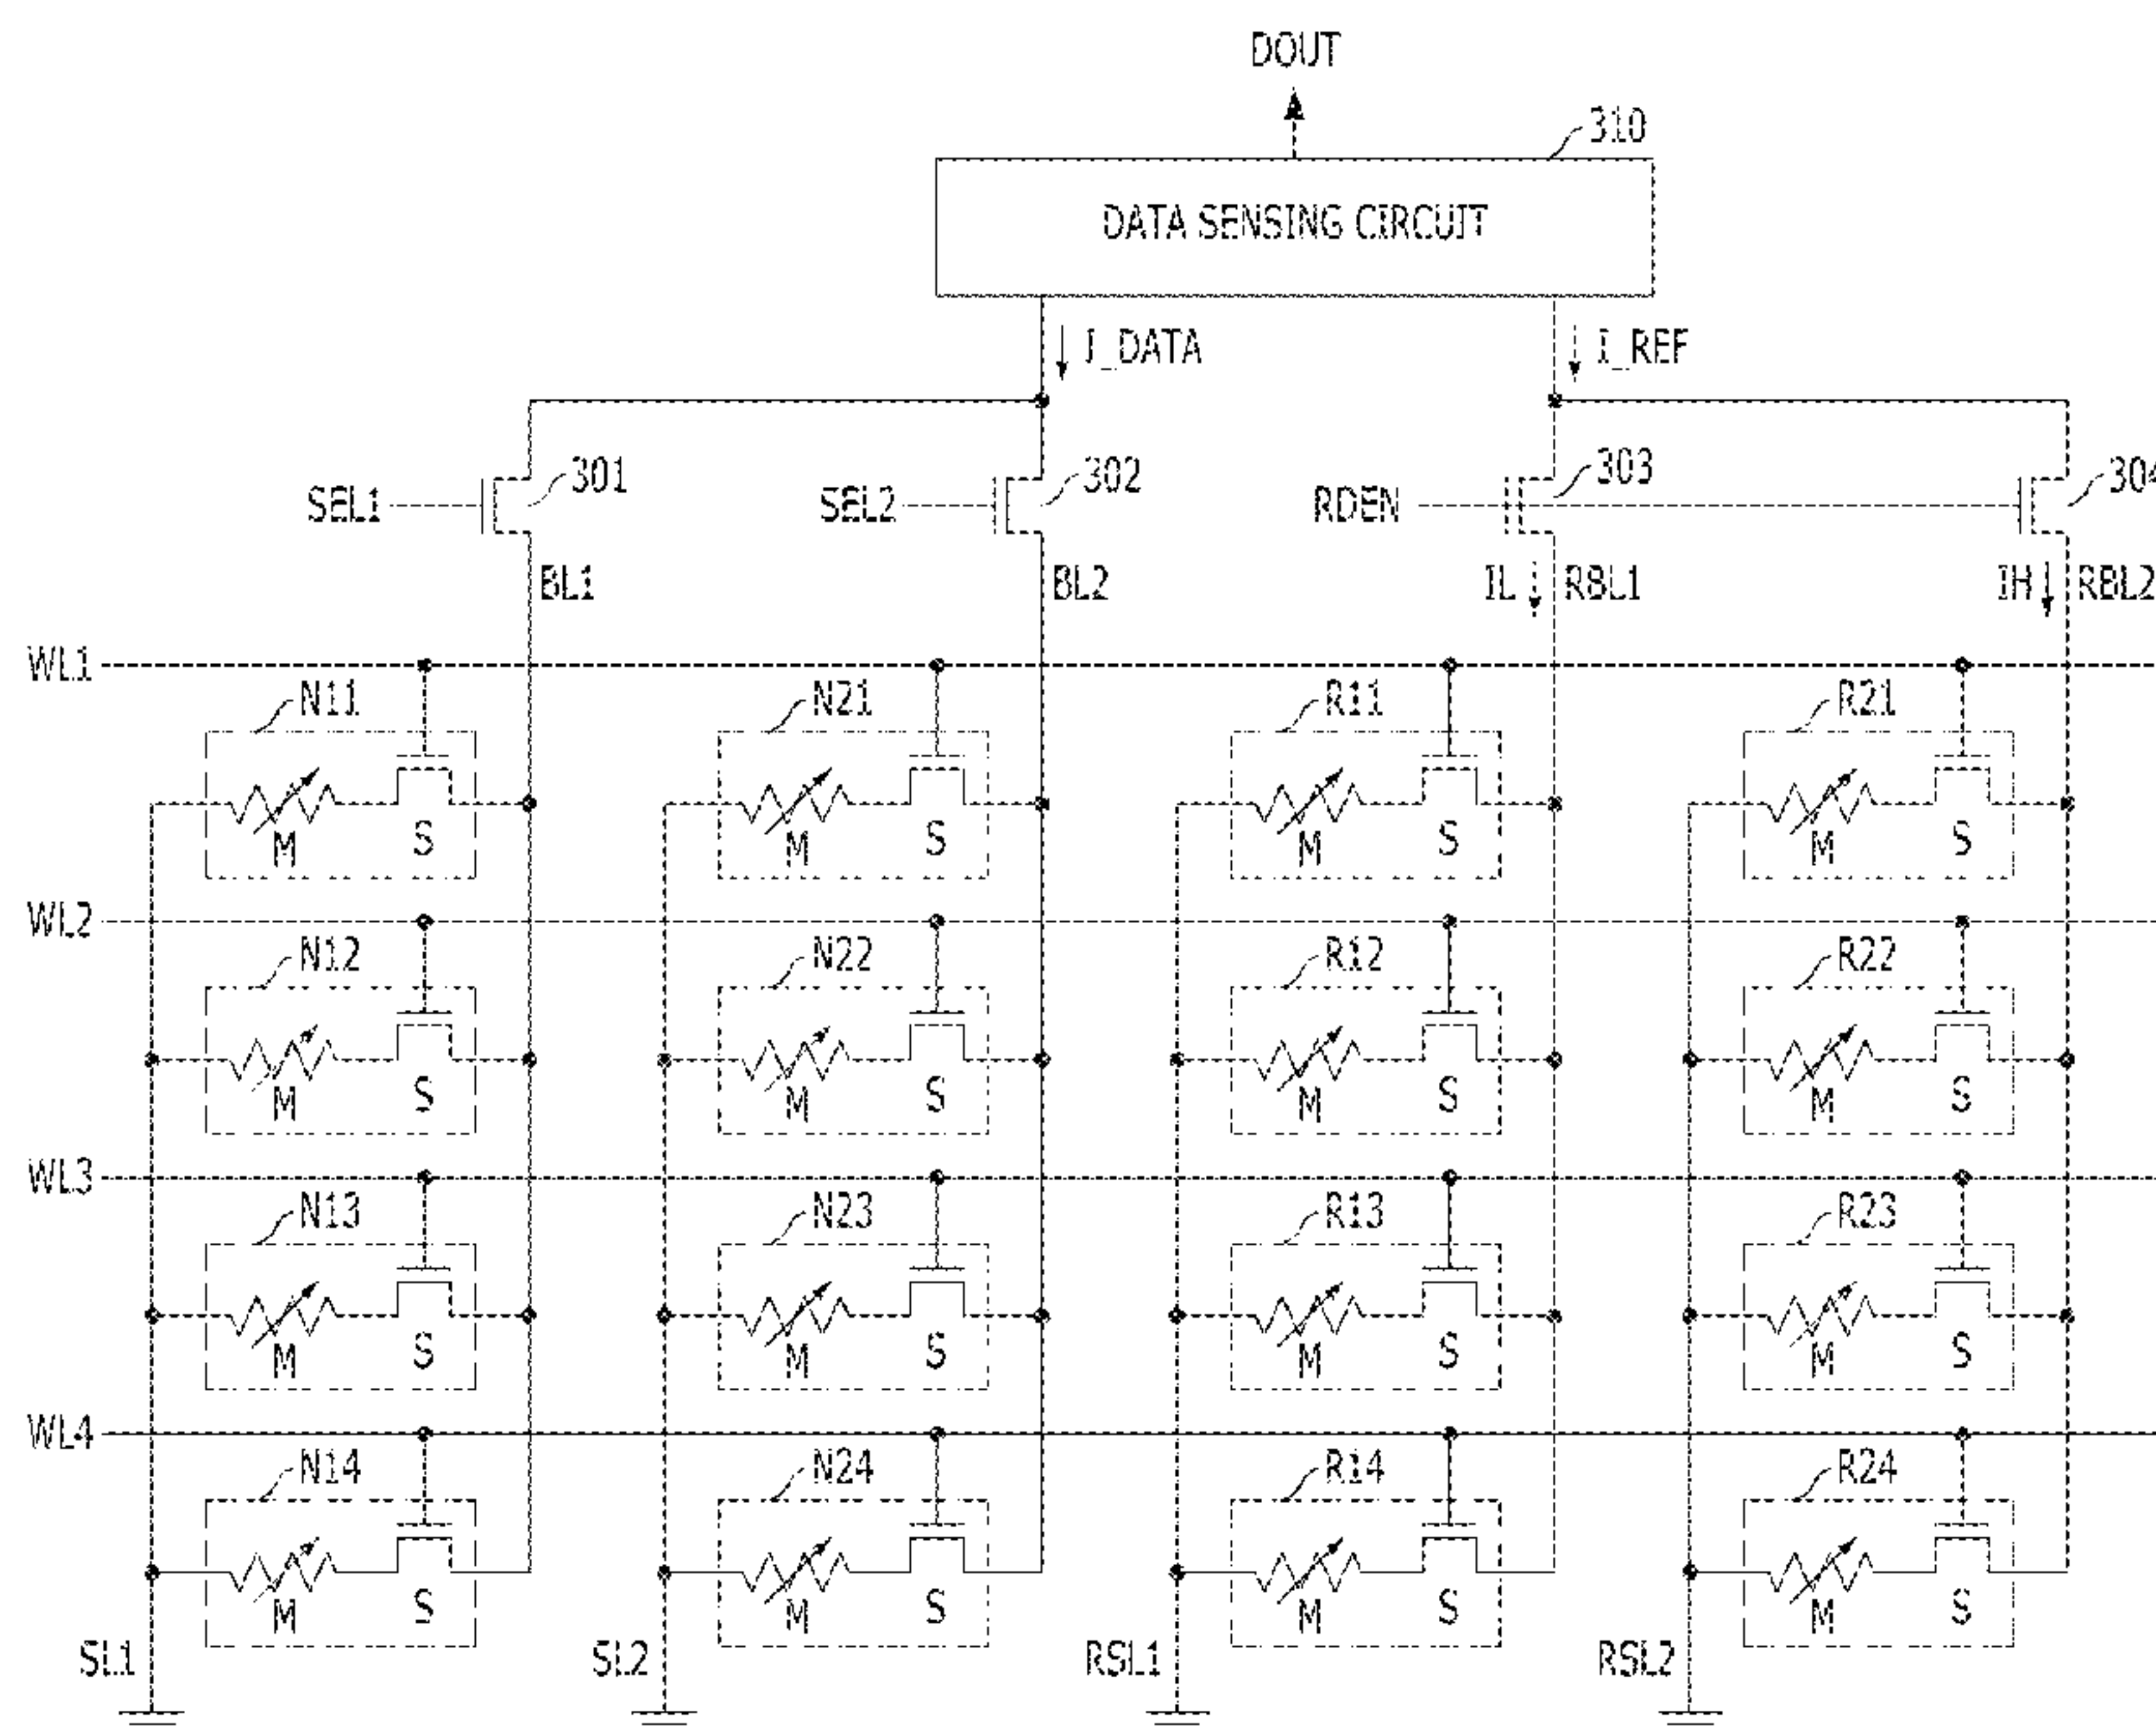 DOUT
310
DATA SENSING CIRCUIT
I_DATA
I_REF
SEL1
301
SEL2
302
RDEN
303
304
BL1
BL2
IL
RBL1
IH
RBL2
WL1
N11
N21
R11
R21
M S M S M S M S
WL2
N12
N22
R12
R22
M S M S M S M S
WL3
N13
N23
R13
R23
M S M S M S M S
WL4
N14
N24
R14
R24
M S M S M S M S
SL1
SL2
RSL1
RSL2